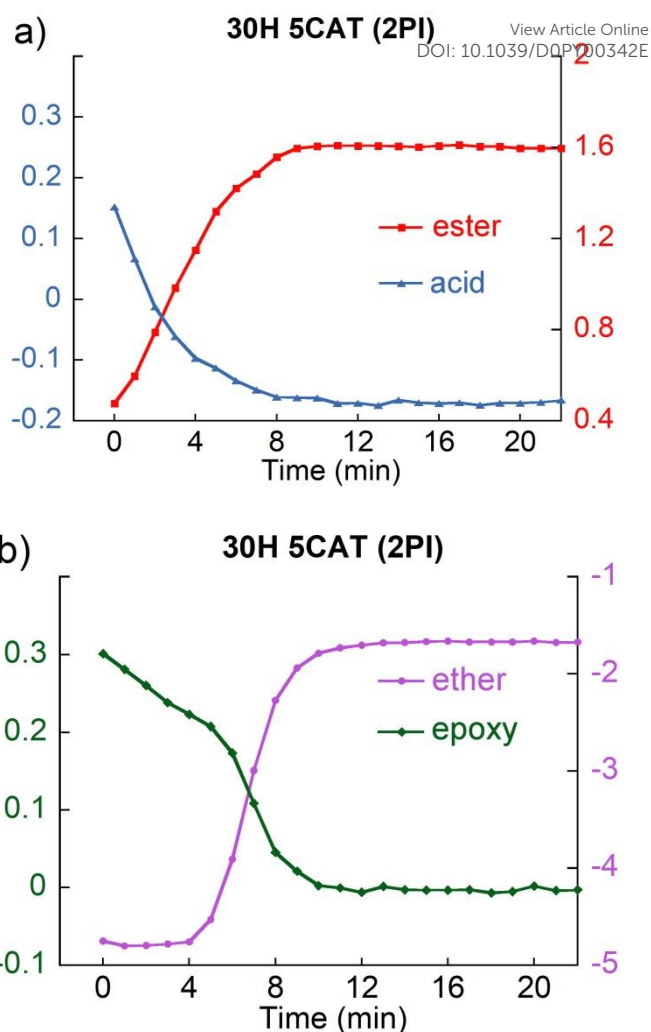 a)
30H 5CAT (2PI)
View Article Online
DOI: 10.1039/D0PY00342E
2
0.3
1.6
0.2
0.1
ester
1.2
acid
0
0.8
-0.1
-0.2
0.4
0 4 8 12 16 20
Time (min)
b)
30H 5CAT (2PI)
-1
0.3
ether
-2
epoxy
0.2
-3
0.1
-4
0
-0.1
-5
0 4 8 12 16 20
Time (min)